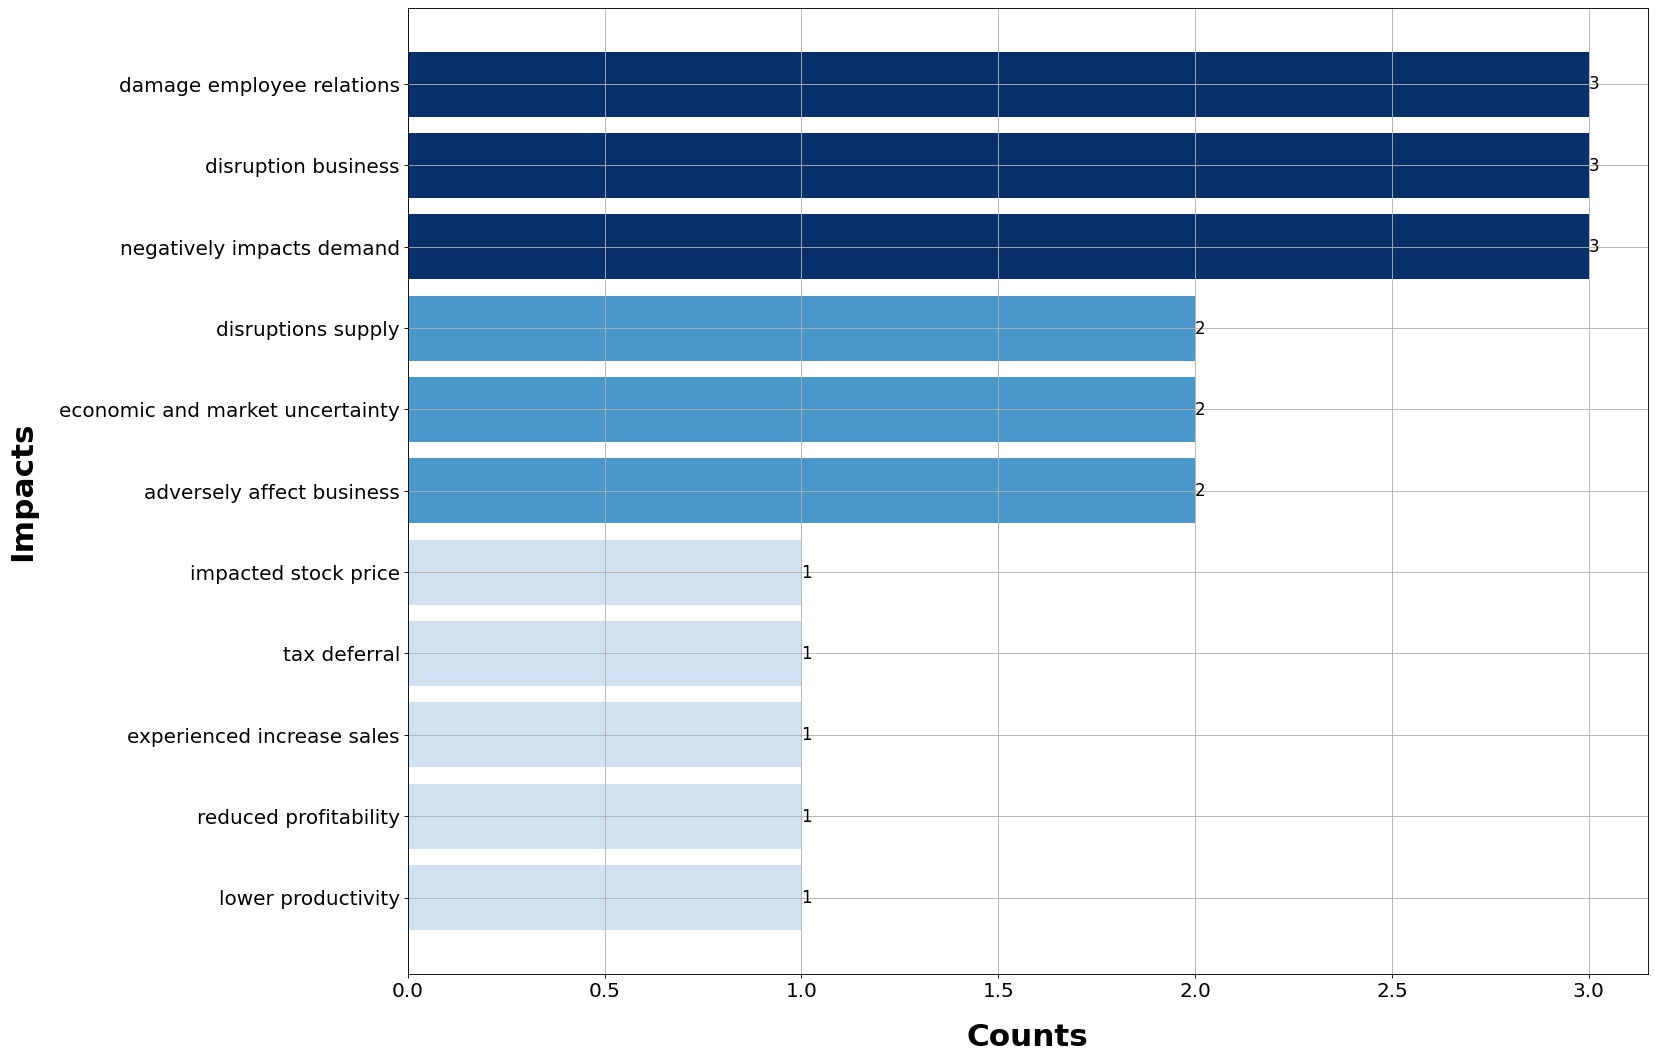 damage employee relations
3
disruption business
3
negatively impacts demand
3
disruptions supply
2
economic and market uncertainty
2
adversely affect business
2
impacted stock price
1
tax deferral
1
experienced increase sales
1
reduced profitability
1
lower productivity
1
Impacts
0.0 0.5 1.0 1.5 2.0 2.5 3.0
Counts